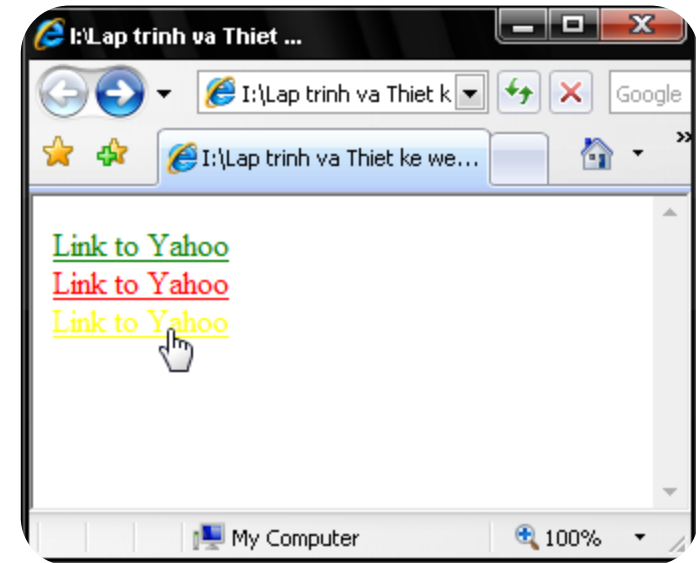 I:\Lap trinh va Thiet ...
I:\Lap trinh va Thiet k
Google
I:\Lap trinh va Thiet ke we...
»
Link to Yahoo
Link to Yahoo
Link to Yahoo
My Computer
100%